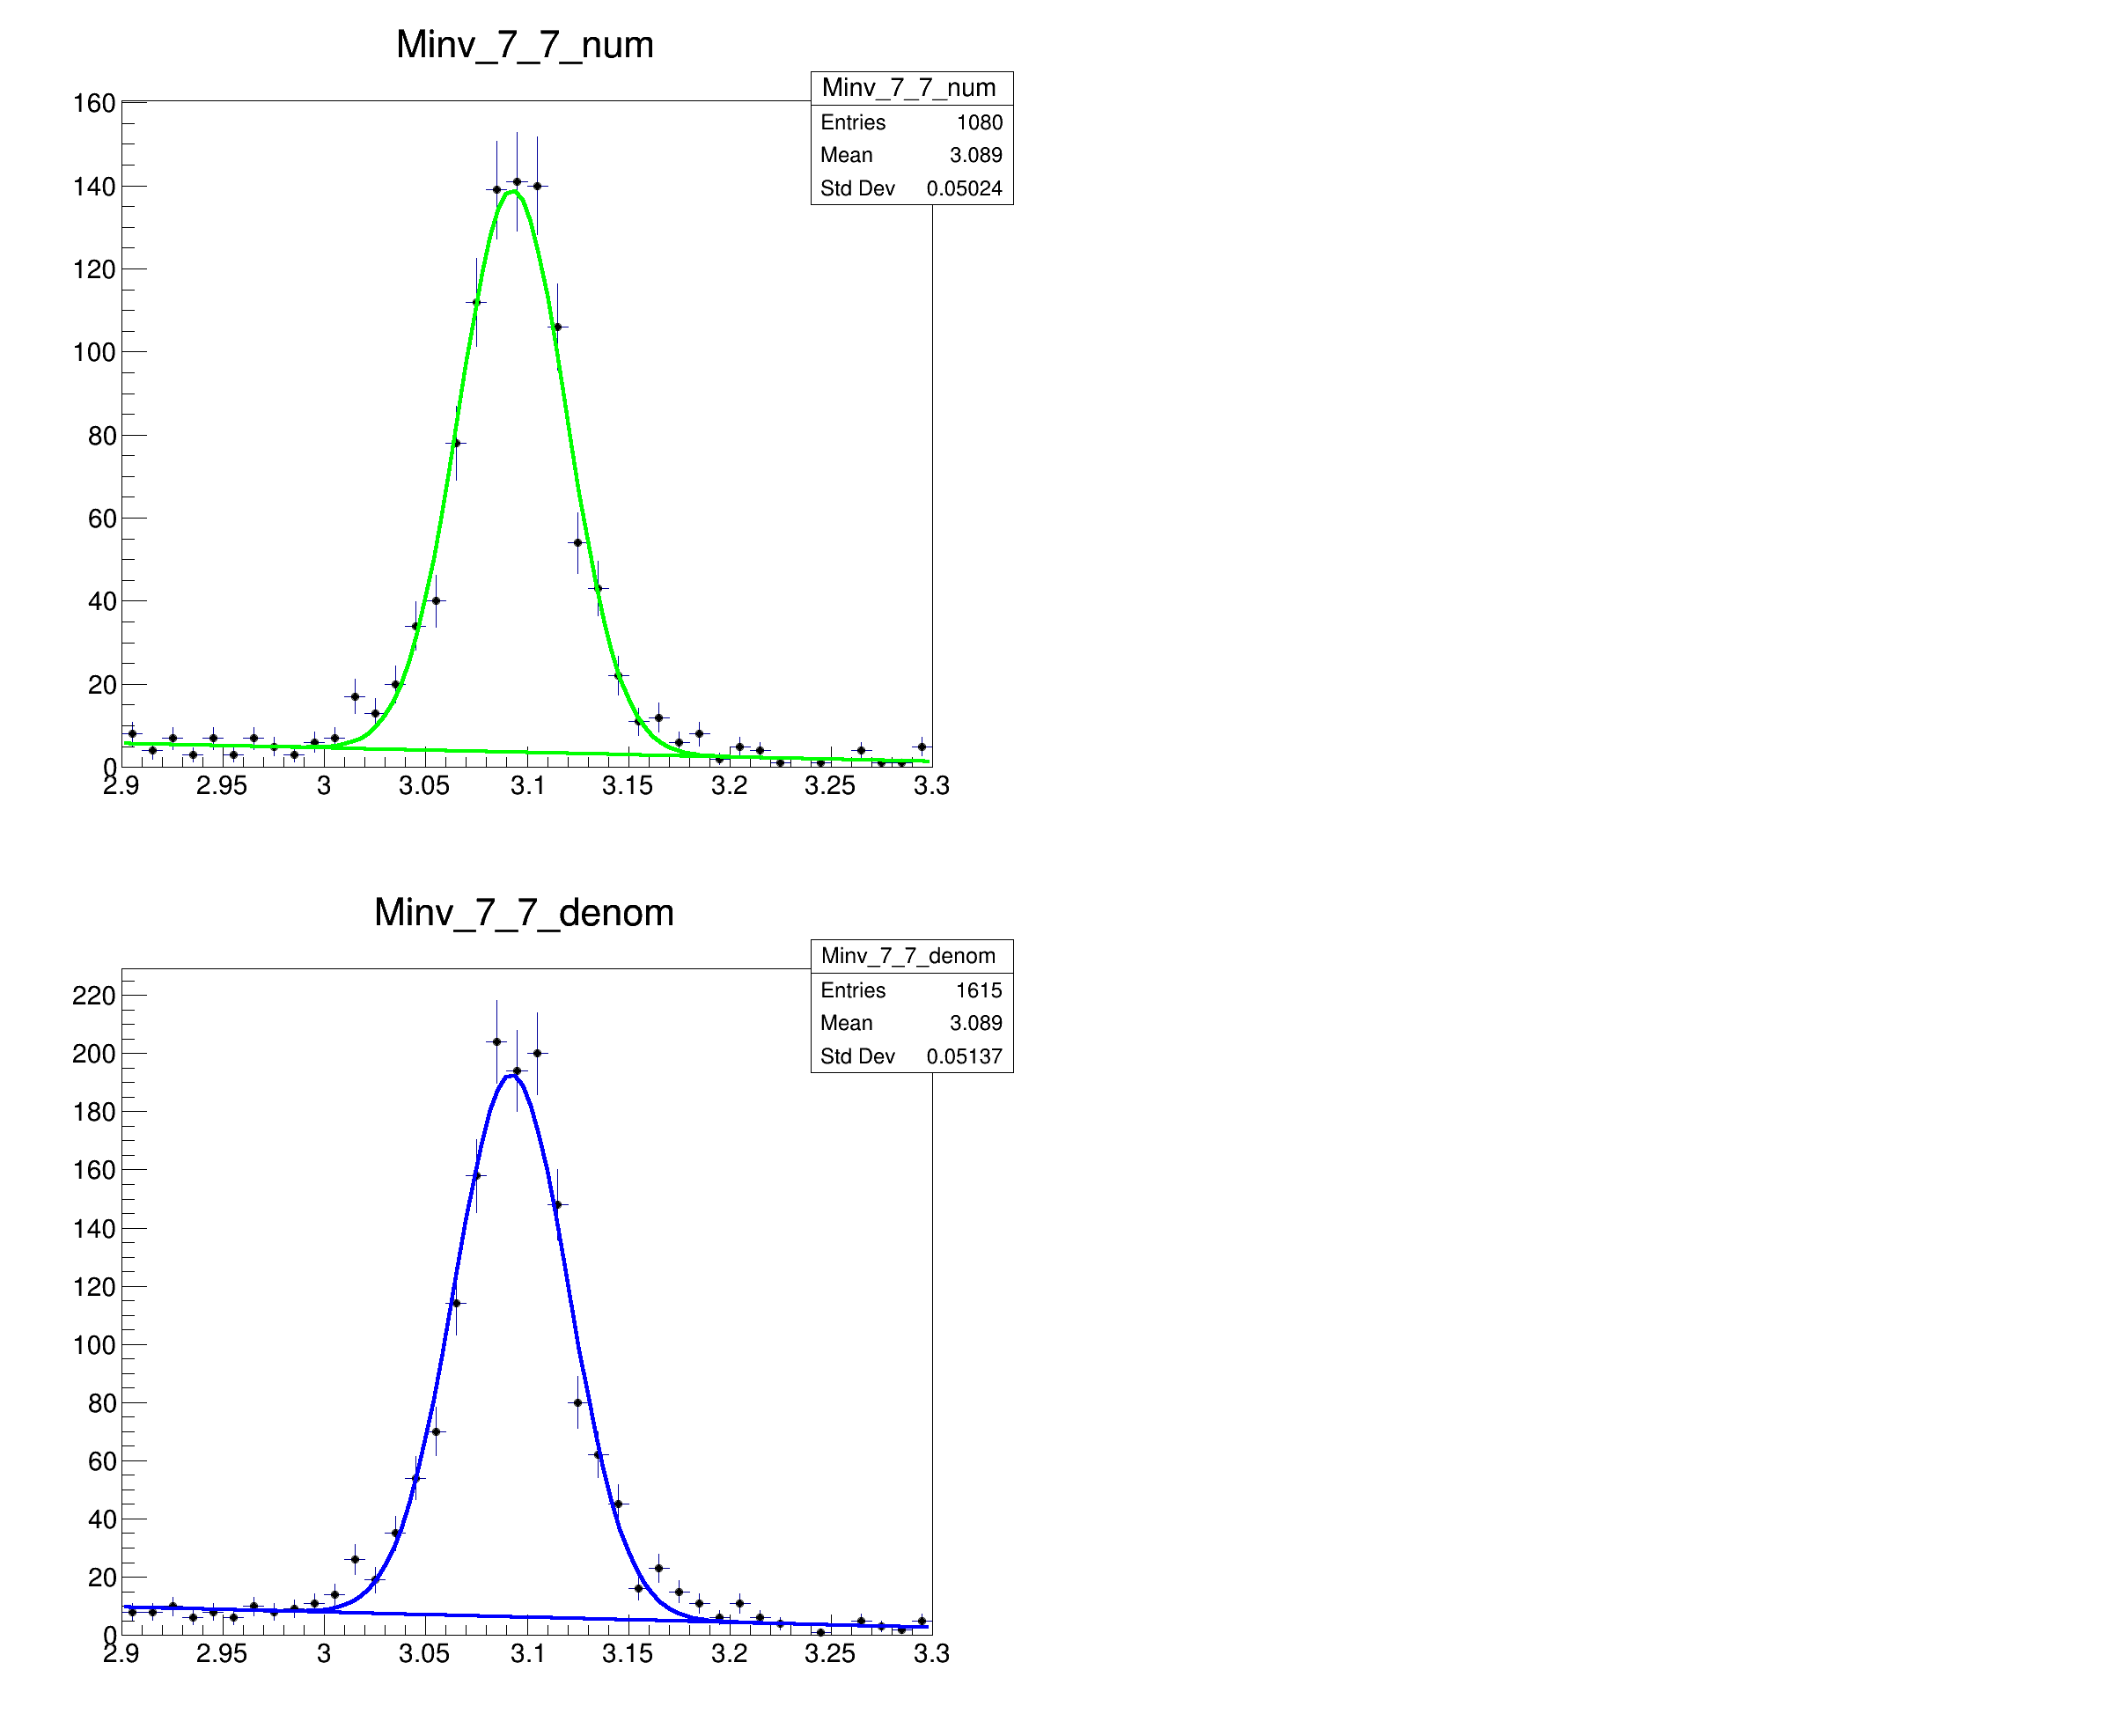 Minv_7_7_num
Minv_7_7_num
Entries 1080
Mean 3.089
Std Dev 0.05024
160
140
120
100
80
60
40
20
0
2.9 2.95 3 3.05 3.1 3.15 3.2 3.25 3.3
Minv_7_7_denom
Minv_7_7_denom
Entries 1615
Mean 3.089
Std Dev 0.05137
220
200
180
160
140
120
100
80
60
40
20
0
2.9 2.95 3 3.05 3.1 3.15 3.2 3.25 3.3